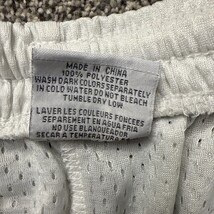 MADE IN CHINA
100% POLYESTER
WASH DARK COLORS SEPARATELY
IN COLD WATER DO NOT BLEACH
TUMBLE DRY LOW
LAVER LES COULEURS FONCEES
SEPAREMENT EN AGUA FRIA
NO USE BLANQUEADOR
SECAR A TEMPERATURA